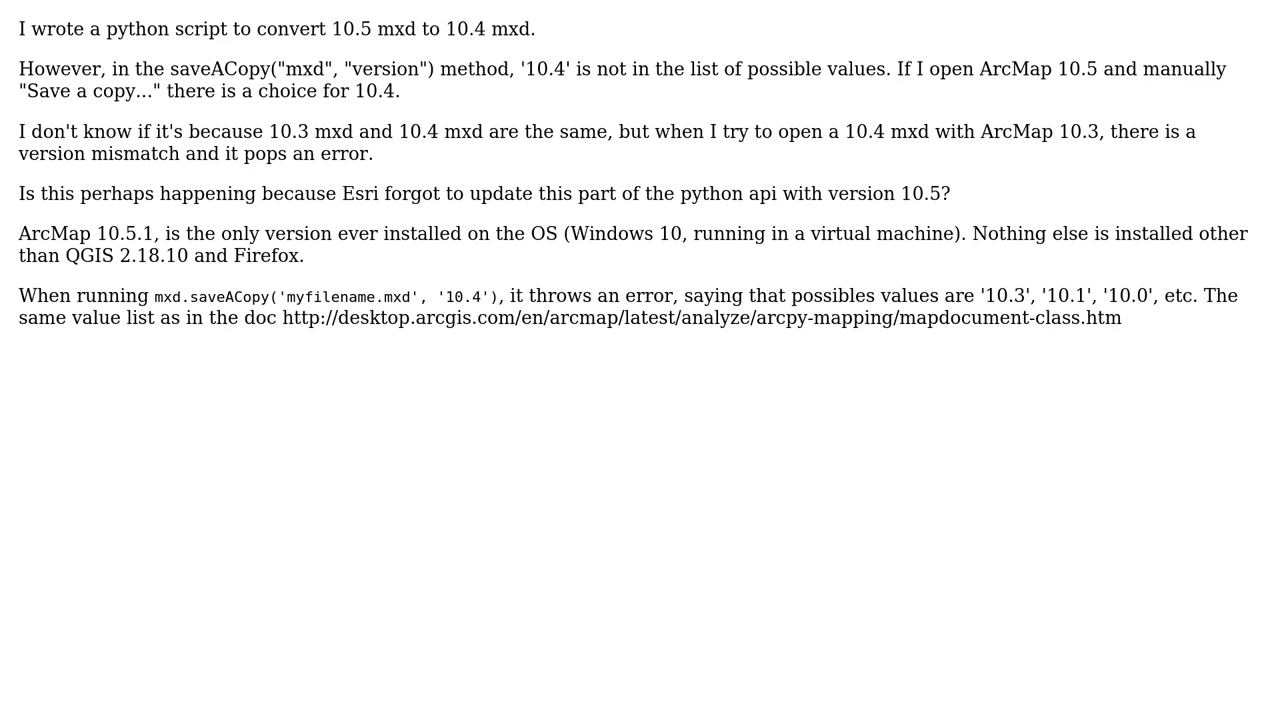 I wrote a python script to convert 10.5 mxd to 10.4 mxd.
However, in the saveACopy("mxd", "version") method, '10.4' is not in the list of possible values. If I open ArcMap 10.5 and manually
"Save a copy..." there is a choice for 10.4.
I don't know if it's because 10.3 mxd and 10.4 mxd are the same, but when I try to open a 10.4 mxd with ArcMap 10.3, there is a
version mismatch and it pops an error.
Is this perhaps happening because Esri forgot to update this part of the python api with version 10.5?
ArcMap 10.5.1, is the only version ever installed on the OS (Windows 10, running in a virtual machine). Nothing else is installed other
than QGIS 2.18.10 and Firefox.
When running mxd.saveACopy('myfilename.mxd', '10.4'), it throws an error, saying that possibles values are '10.3', '10.1', '10.0', etc. The
same value list as in the doc http://desktop.arcgis.com/en/arcmap/latest/analyze/arcpy-mapping/mapdocument-class.htm